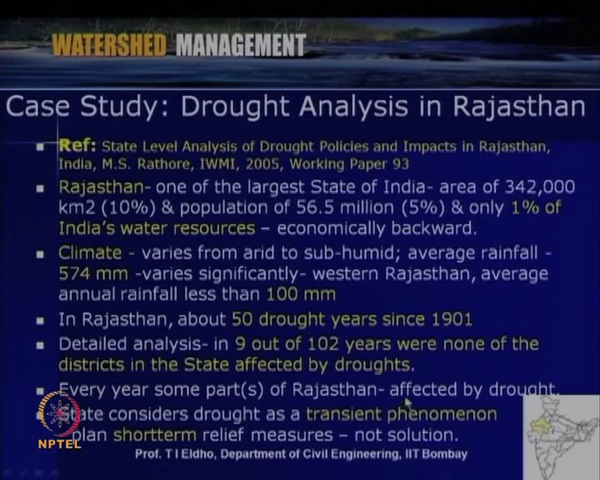 WATERSHED MANAGEMENT
Case Study: Drought Analysis in Rajasthan
Ref: State Level Analysis of Drought Policies and Impacts in Rajasthan,
India, M.S. Rathore, IWMI, 2005, Working Paper 93
Rajasthan- one of the largest State of India- area of 342,000
km2 (10%) & population of 56.5 million (5%) & only 1% of
India's water resources – economically backward.
Climate - varies from arid to sub-humid; average rainfall -
574 mm -varies significantly- western Rajasthan, average
annual rainfall less than 100 mm
In Rajasthan, about 50 drought years since 1901
Detailed analysis- in 9 out of 102 years were none of the
districts in the State affected by droughts.
Every year some part(s) of Rajasthan- affected by drought.
State considers drought as a transient phenomenon
plan shortterm relief measures – not solution.
NPTEL
Prof. T I Eldho, Department of Civil Engineering, IIT Bombay